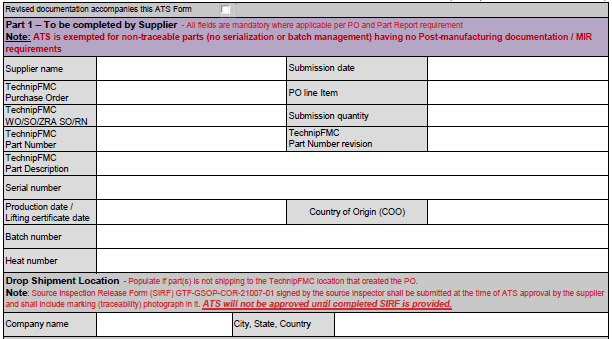 Revised documentation accompanies this ATS Form
Part 1 – To be completed by Supplier - All fields are mandatory where applicable per PO and Part Report requirement
Note: ATS is exempted for non-traceable parts (no serialization or batch management) having no Post-manufacturing documentation / MIR
requirements
Supplier name Submission date
TechnipFMC
Purchase Order PO line Item
TechnipFMC
WO/SO/ZRA SO/RN Submission quantity
TechnipFMC
Part Number TechnipFMC
Part Number revision
TechnipFMC
Part Description
Serial number
Production date /
Lifting certificate date Country of Origin (COO)
Batch number
Heat number
Drop Shipment Location - Populate if part(s) is not shipping to the TechnipFMC location that created the PO.
Note: Source Inspection Release Form (SIRF) GTF-GSOP-COR-21007-01 signed by the source Inspector shall be submitted at the time of ATS approval by the supplier
and shall include marking (traceability) photograph in it. ATS will not be approved until completed SIRF is provided.
Company name City, State, Country